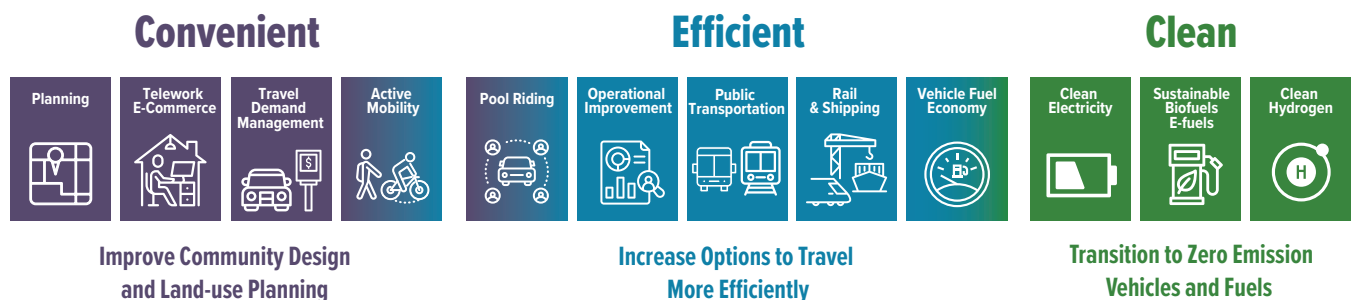 Convenient
Planning
Telework
E-Commerce
Travel
Demand
Management
$
Active
Mobility
Improve Community Design
and Land-use Planning
Efficient
Pool Riding
Operational
Improvement
Public
Transportation
Rail
& Shipping
Vehicle Fuel
Economy
Increase Options to Travel
More Efficiently
Clean
Clean
Electricity
Sustainable
Biofuels
E-fuels
Clean
Hydrogen
H
Transition to Zero Emission
Vehicles and Fuels